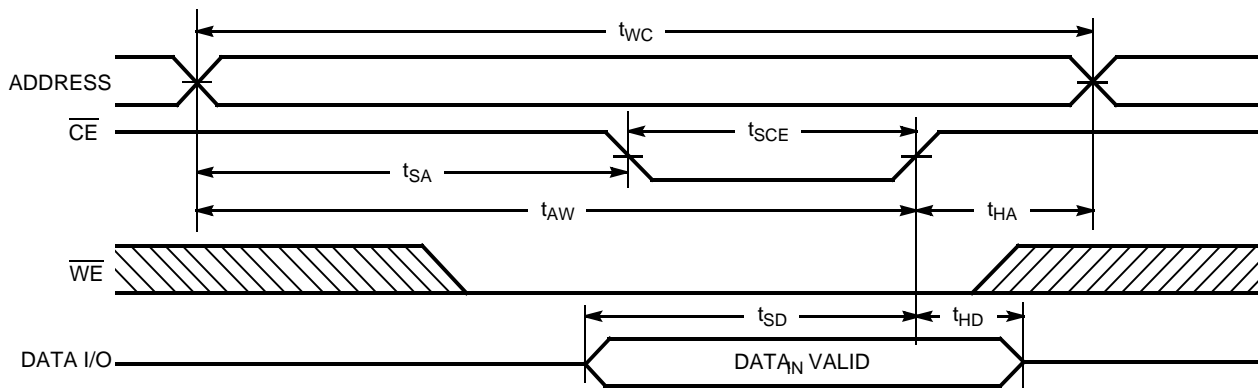 tWC
ADDRESS
CE
tSCE
tSA
tAW
tHA
WE
tSD
tHD
DATA I/O
DATAIN VALID